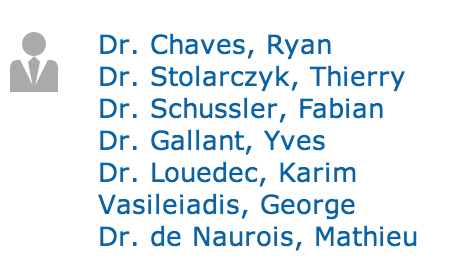 Dr. Chaves, Ryan
Dr. Stolarczyk, Thierry
Dr. Schussler, Fabian
Dr. Gallant, Yves
Dr. Louedec, Karim
Vasileiadis, George
Dr. de Naurois, Mathieu